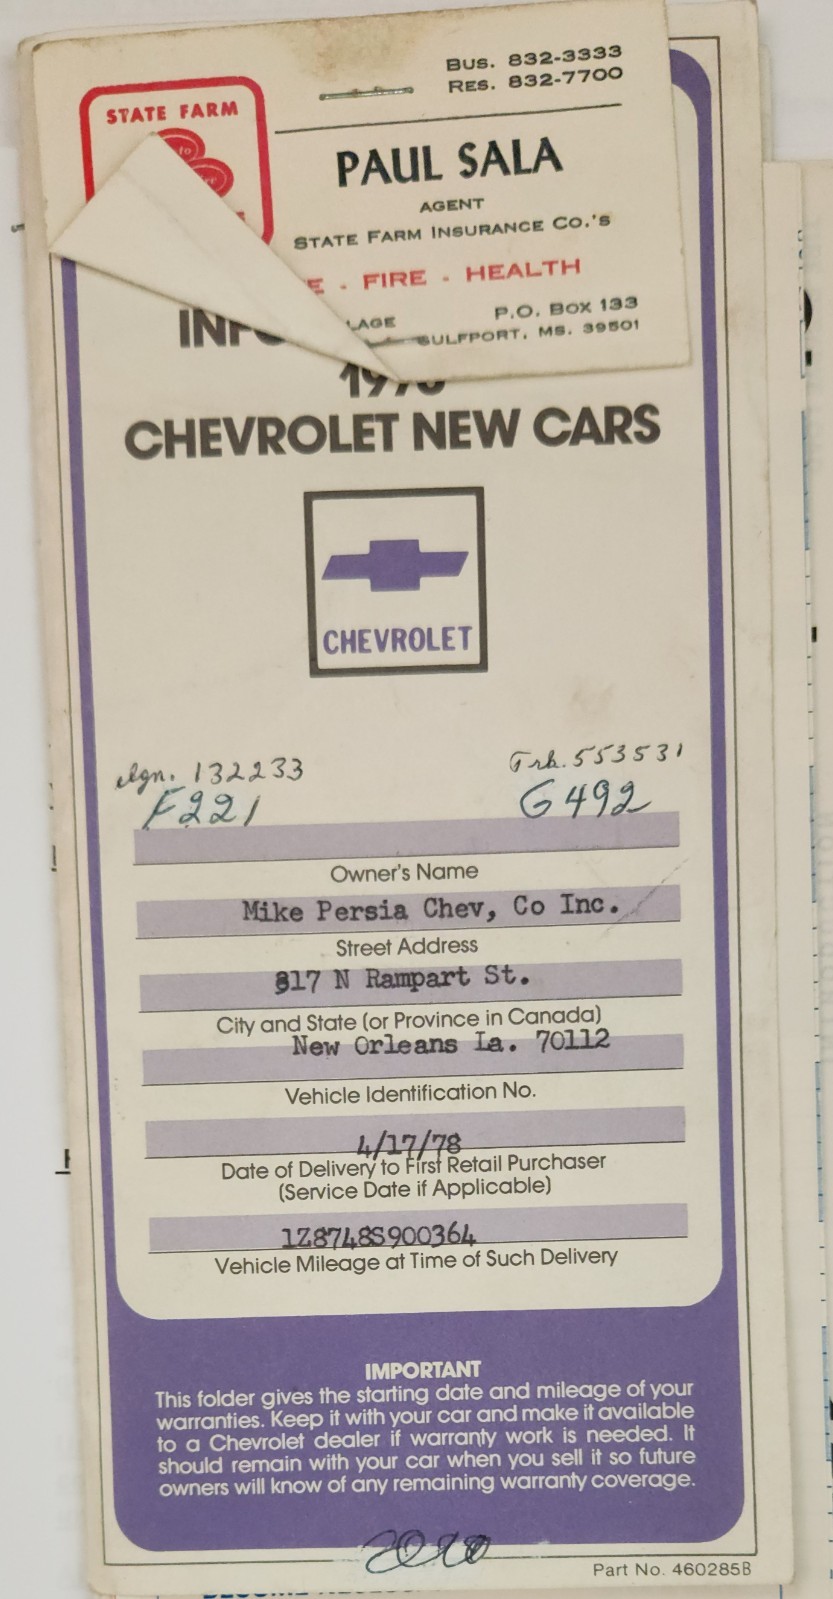 BUS. 832-3333
RES. 832-7700
STATE FARM
PAUL SALA
AGENT
STATE FARM INSURANCE CO.'S
FIRE - HEALTH
P.O. BOX 133
GULFPORT, MS. 39501
CHEVROLET NEW CARS
CHEVROLET
Ign. 132233
Trk. 553531
F221
G492
Owner's Name
Mike Persia Chev, Co Inc.
Street Address
817 N Rampart St.
City and State (or Province in Canada)
New Orleans La. 70112
Vehicle Identification No.
4/17/78
Date of Delivery to First Retail Purchaser
(Service Date if Applicable)
1Z8748S900364
Vehicle Mileage at Time of Such Delivery
IMPORTANT
This folder gives the starting date and mileage of your
warranties. Keep it with your car and make it available
to a Chevrolet dealer if warranty work is needed. It
should remain with your car when you sell it so future
owners will know of any remaining warranty coverage.
Part No. 460285B